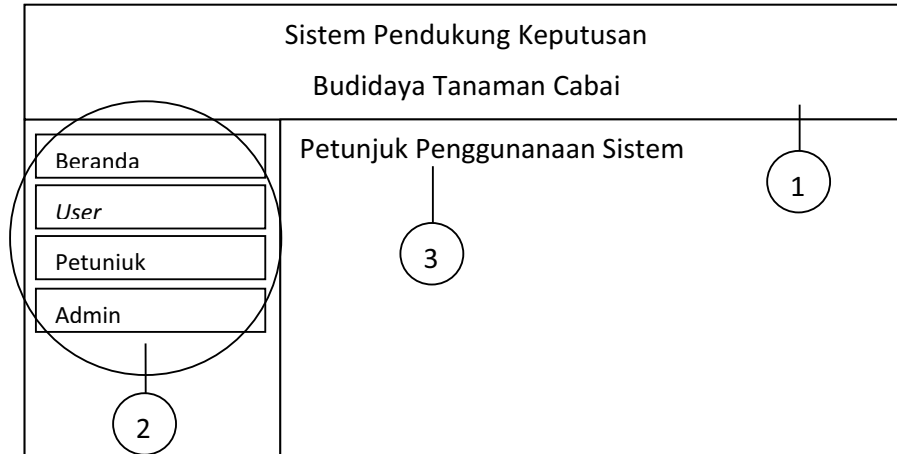 Sistem Pendukung Keputusan
Budidaya Tanaman Cabai
Beranda
User
Petunjuk
Admin
Petunjuk Penggunanaan Sistem
1
3
2